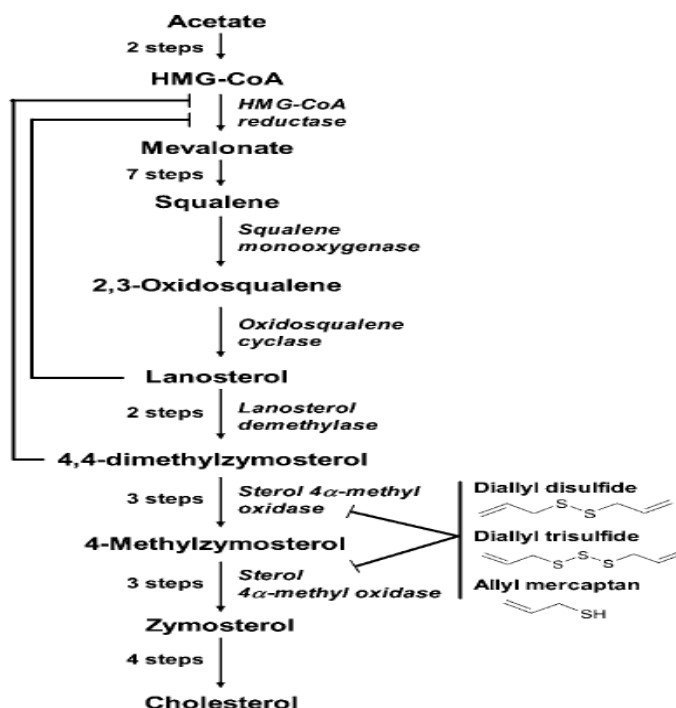 Acetate
2 steps
HMG-CoA
HMG-CoA
reductase
Mevalonate
7 steps
Squalene
Squalene
monooxygenase
2,3-Oxidosqualene
Oxidosqualene
cyclase
Lanosterol
2 steps
Lanosterol
demethylase
4,4-dimethylzymosterol
3 steps
Sterol 4α-methyl
oxidase
4-Methylzymosterol
3 steps
Sterol
4α-methyl oxidase
Zymosterol
4 steps
Cholesterol
Diallyl disulfide
S
S
Diallyl trisulfide
S
S
S
Allyl mercaptan
SH